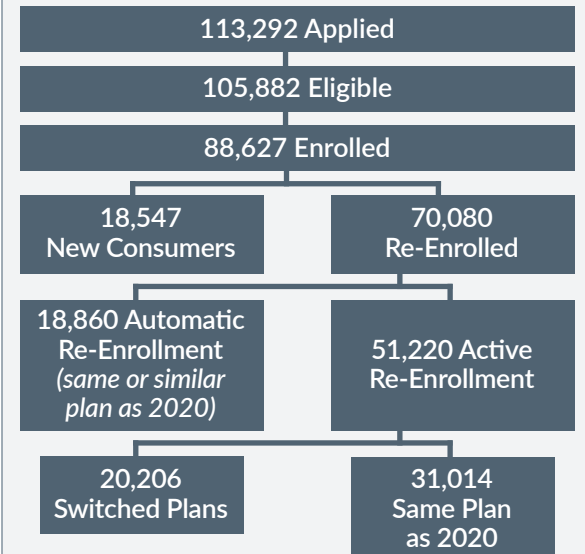 113,292 Applied
105,882 Eligible
88,627 Enrolled
18,547
New Consumers
70,080
Re-Enrolled
18,860 Automatic
Re-Enrollment
(same or similar
plan as 2020)
51,220 Active
Re-Enrollment
20,206
Switched Plans
31,014
Same Plan
as 2020